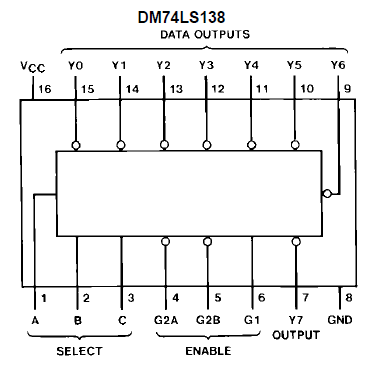 DM74LS138
DATA OUTPUTS
VCC Y0 Y1 Y2 Y3 Y4 Y5 Y6
16 15 14 13 12 11 10 9
1 2 3 4 5 6 7 8
A B C G2A G2B G1 Y7 GND
OUTPUT
SELECT ENABLE